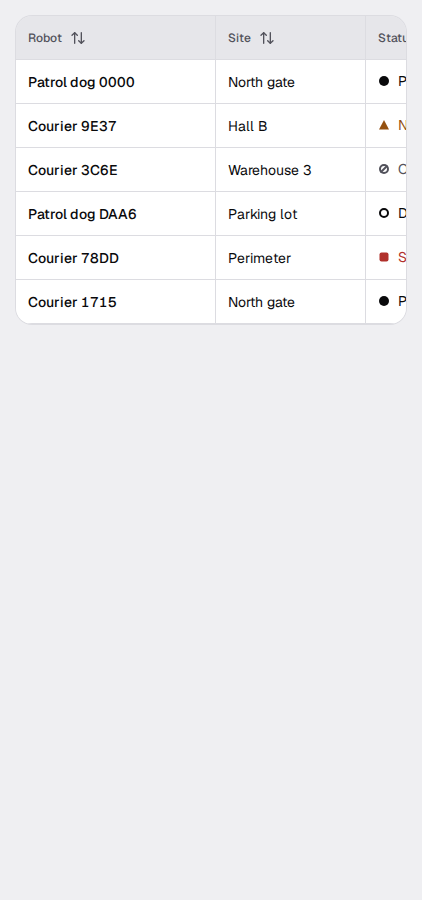 Robot Site
Patrol dog 0000 North gate
Courier 9E37 Hall B
Courier 3C6E Warehouse 3
Patrol dog DAA6 Parking lot
Courier 78DD Perimeter
Courier 1715 North gate